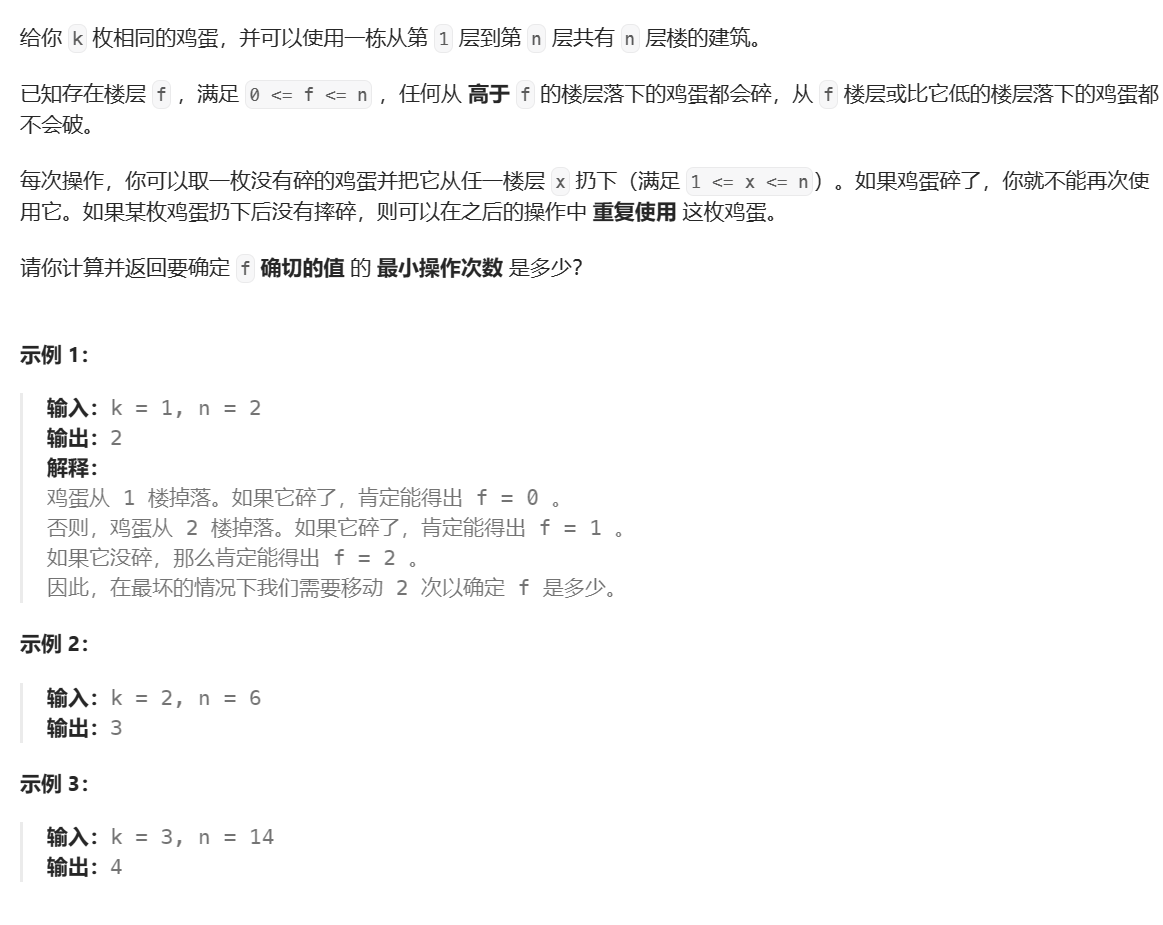 给你 k 枚相同的鸡蛋，并可以使用一栋从第 1 层到第 n 层共有 n 层楼的建筑。
已知存在楼层 f ，满足 0 <= f <= n ，任何从 高于 f 的楼层落下的鸡蛋都会碎，从 f 楼层或比它低的楼层落下的鸡蛋都
不会破。
每次操作，你可以取一枚没有碎的鸡蛋并把它从任一楼层 x 扔下（满足 1 <= x <= n）。如果鸡蛋碎了，你就不能再次使
用它。如果某枚鸡蛋扔下后没有摔碎，则可以在之后的操作中 重复使用 这枚鸡蛋。
请你计算并返回要确定 f 确切的值 的 最小操作次数 是多少？
示例 1：
输入：k = 1, n = 2
输出：2
解释：
鸡蛋从 1 楼掉落。如果它碎了，肯定能得出 f = 0 。
否则，鸡蛋从 2 楼掉落。如果它碎了，肯定能得出 f = 1 。
如果它没碎，那么肯定能得出 f = 2 。
因此，在最坏的情况下我们需要移动 2 次以确定 f 是多少。
示例 2：
输入：k = 2, n = 6
输出：3
示例 3：
输入：k = 3, n = 14
输出：4